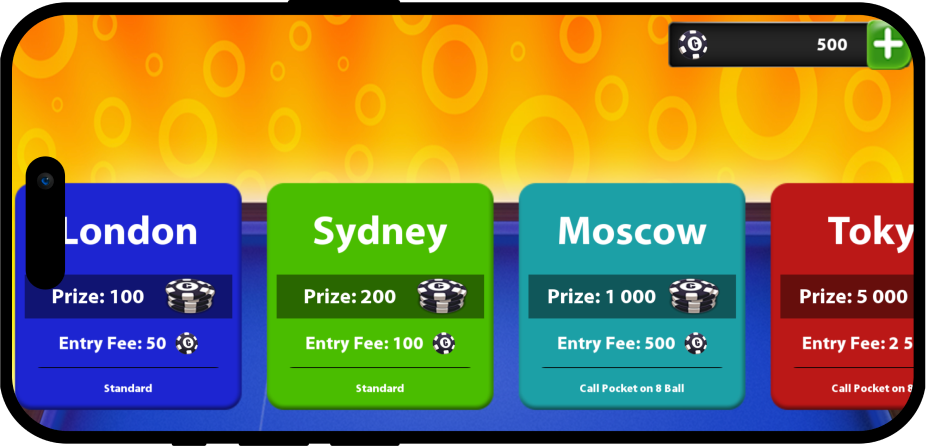 500
London
Prize: 100
Entry Fee: 50
Standard
Sydney
Prize: 200
Entry Fee: 100
Standard
Moscow
Prize: 1 000
Entry Fee: 500
Call Pocket on 8 Ball
Toky
Prize: 5 000
Entry Fee: 2 5
Call Pocket on 8